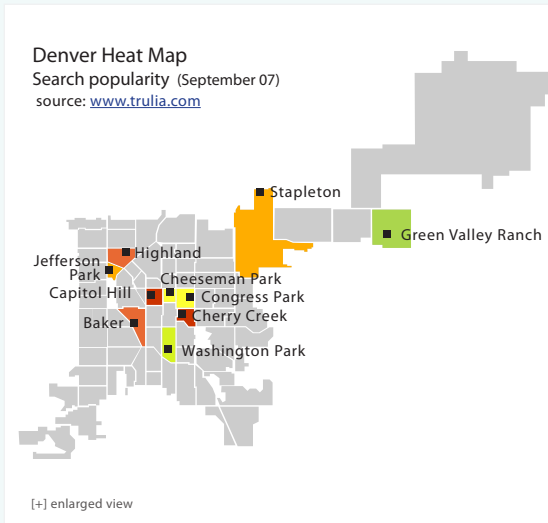 Denver Heat Map
Search popularity (September 07)
source: www.trulia.com
Stapleton
Green Valley Ranch
Highland
Jefferson
Park
Cheeseman Park
Capitol Hill
Congress Park
Cherry Creek
Baker
Washington Park
[+] enlarged view